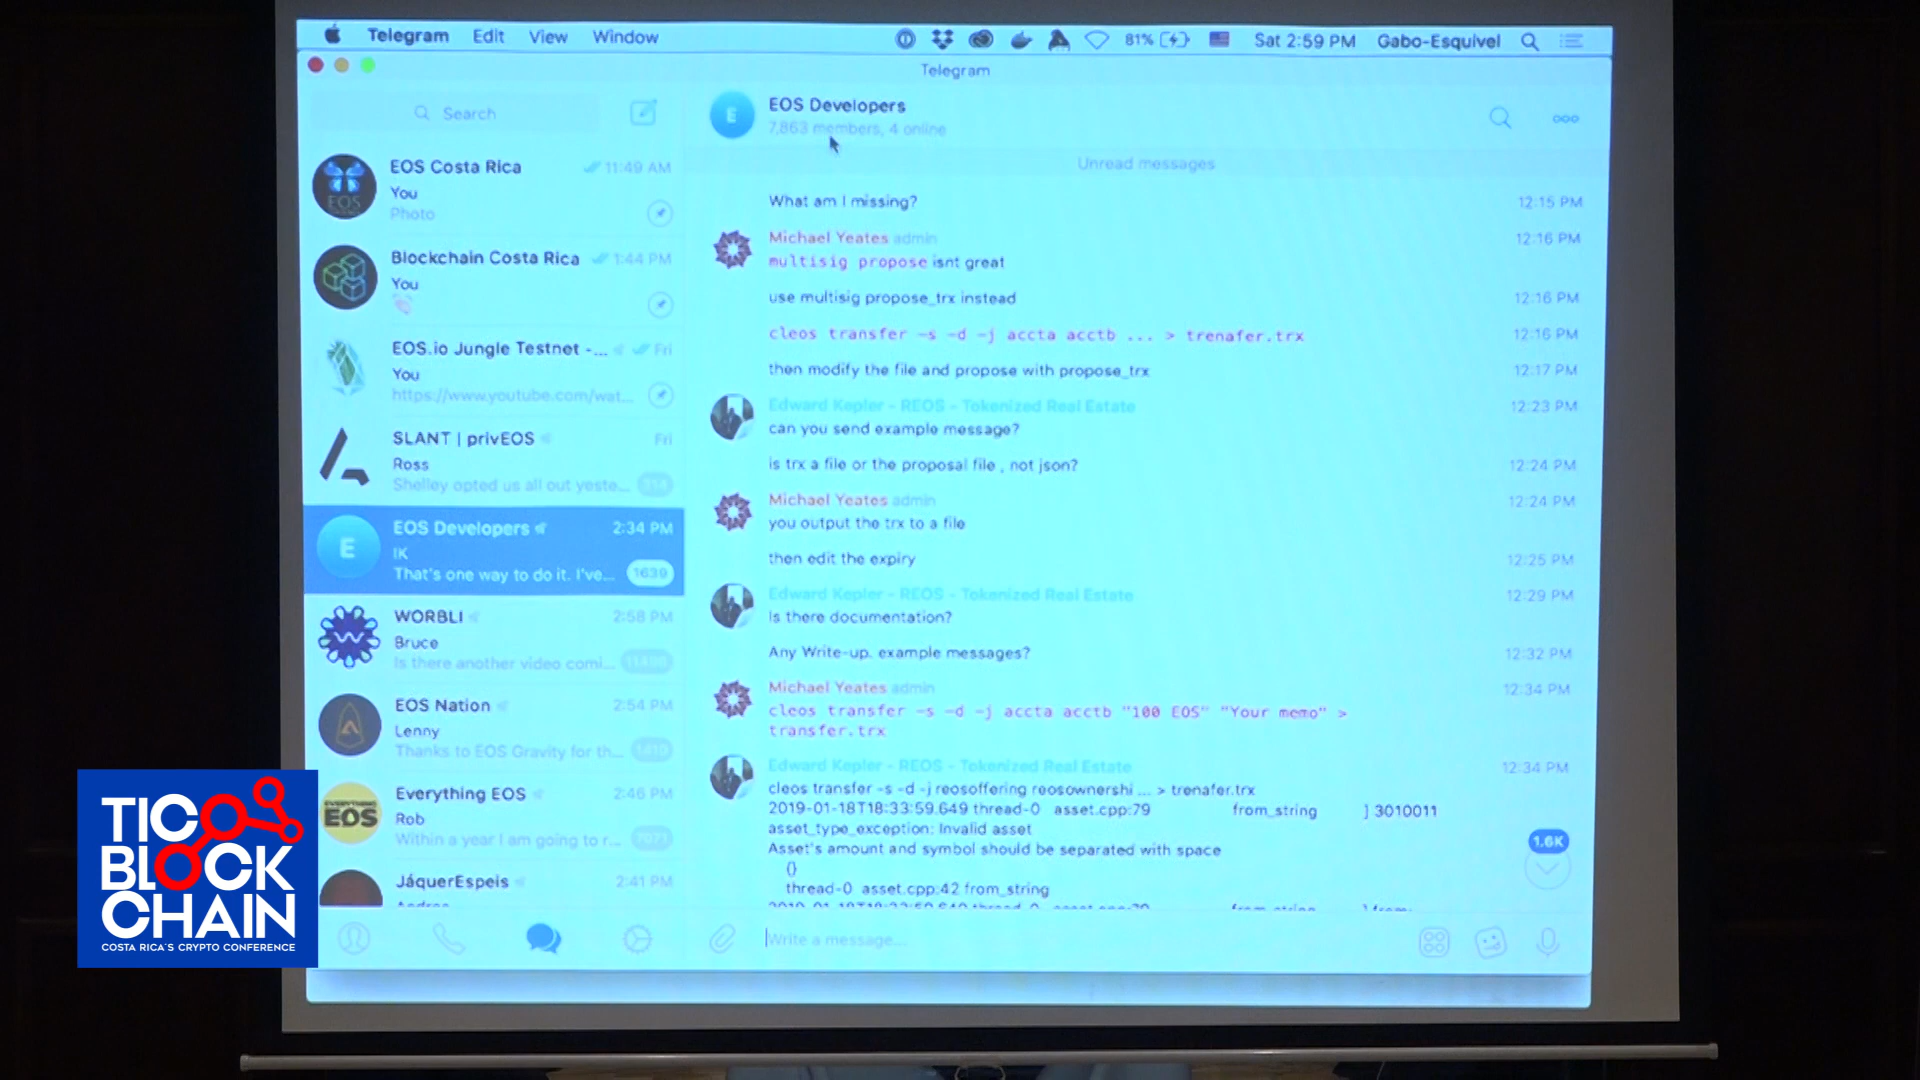 Telegram Edit View Window 81% Sat 2:59 PM Gabo-Esquivel
Telegram
Search
EOS Costa Rica 11:49 AM
You
Photo
Blockchain Costa Rica 1:44 PM
You
EOS.io Jungle Testnet -... Fri
You
https://www.youtube.com/wat...
SLANT | privEOS Fri
Ross
Shelley opted us all out yeste...
EOS Developers 2:34 PM
IK
That's one way to do it. I've... 1639
WORBLI 2:58 PM
Bruce
Is there another video comi...
EOS Nation 2:54 PM
Lenny
Thanks to EOS Gravity for th...
Everything EOS 2:46 PM
Rob
Within a year I am going to r...
JáquerEspeis 2:41 PM
EOS
E
EVERYTHING
EOS
E
EOS Developers
7,863 members, 4 online
Unread messages
What am I missing? 12:15 PM
Michael Yeates admin 12:16 PM
multisig propose isnt great
use multisig propose_trx instead 12:16 PM
cleos transfer -s -d -j accta acctb ... > trenafer.trx 12:16 PM
then modify the file and propose with propose_trx 12:17 PM
Edward Kepler - REOS - Tokenized Real Estate 12:23 PM
can you send example message?
is trx a file or the proposal file , not json? 12:24 PM
Michael Yeates admin 12:24 PM
you output the trx to a file
then edit the expiry 12:25 PM
Edward Kepler - REOS - Tokenized Real Estate 12:29 PM
Is there documentation?
Any Write-up. example messages? 12:32 PM
Michael Yeates admin 12:34 PM
cleos transfer -s -d -j accta acctb "100 EOS" "Your memo" >
transfer.trx
Edward Kepler - REOS - Tokenized Real Estate 12:34 PM
cleos transfer -s -d -j reosoffering reosownershi ... > trenafer.trx
2019-01-18T18:33:59.649 thread-0 asset.cpp:79 from_string ] 3010011
asset_type_exception: Invalid asset
Asset's amount and symbol should be separated with space
{}
thread-0 asset.cpp:42 from_string
1.6K
Write a message...
TICO
BLOCK
CHAIN
COSTA RICA'S CRYPTO CONFERENCE